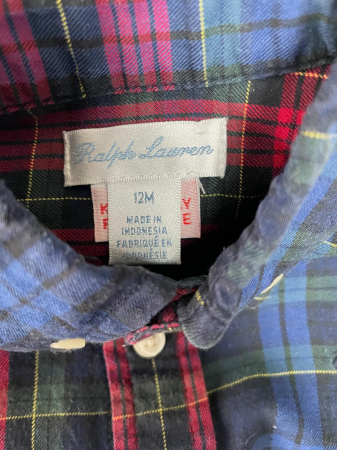 Ralph Lauren
12M
MADE IN
INDONESIA
FABRIQUÉ EN
INDONÉSIE